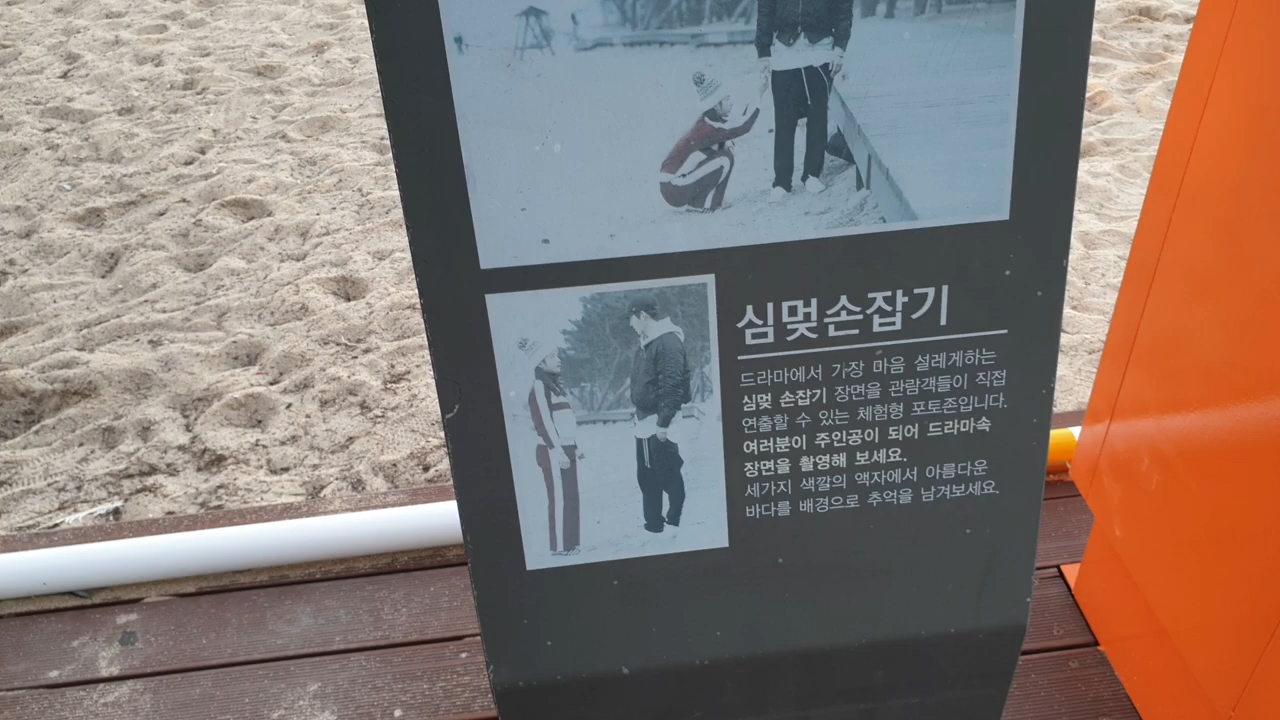 심멎손잡기
드라마에서 가장 마음 설레게하는
심멎 손잡기 장면을 관람객들이 직접
연출할 수 있는 체험형 포토존입니다.
여러분이 주인공이 되어 드라마속
장면을 촬영해 보세요.
세가지 색깔의 액자에서 아름다운
바다를 배경으로 추억을 남겨보세요.